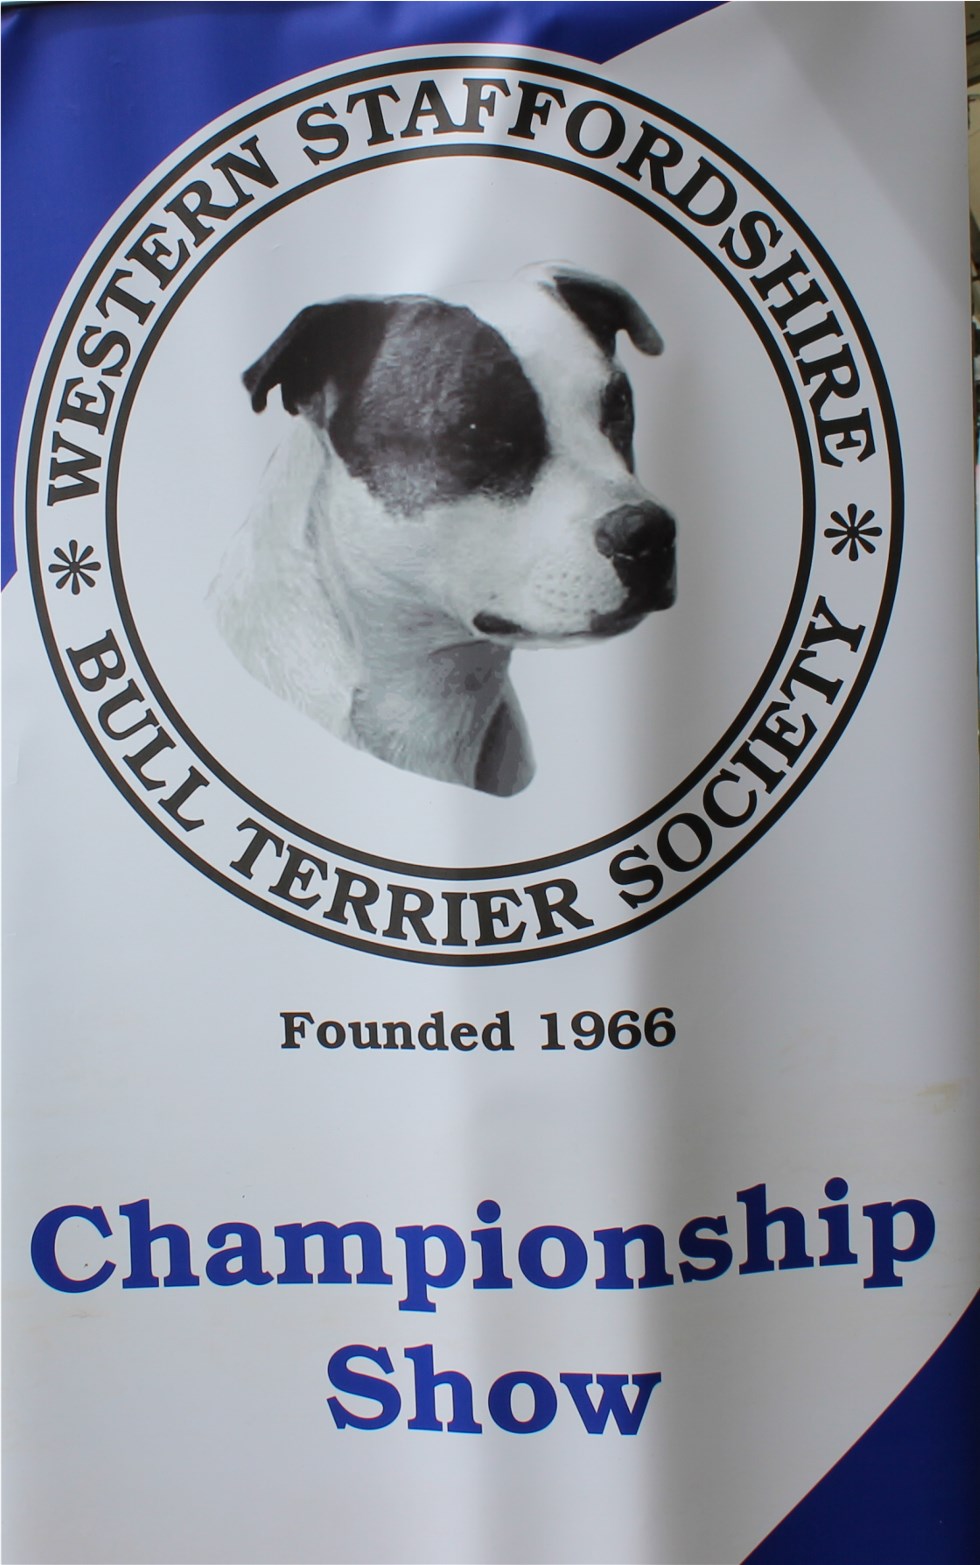 WESTERN STAFFORDSHIRE
* BULL TERRIER SOCIETY *
Founded 1966
Championship
Show